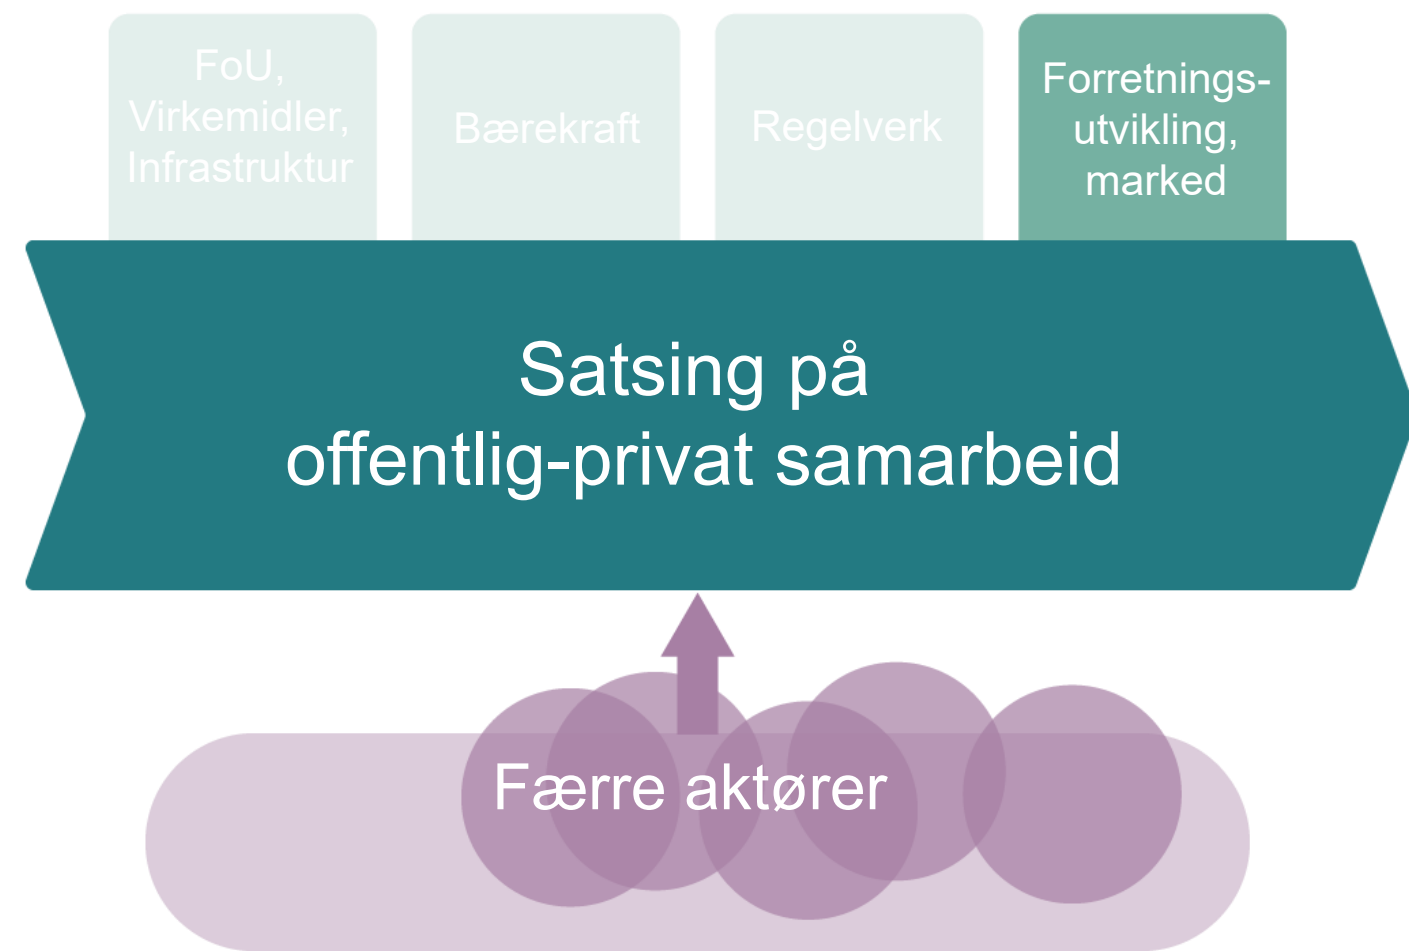 FoU,
Virkemidler,
Infrastruktur
Bærekraft
Regelverk
Forretnings-
utvikling,
marked
Satsing på
offentlig-privat samarbeid
Færre aktører